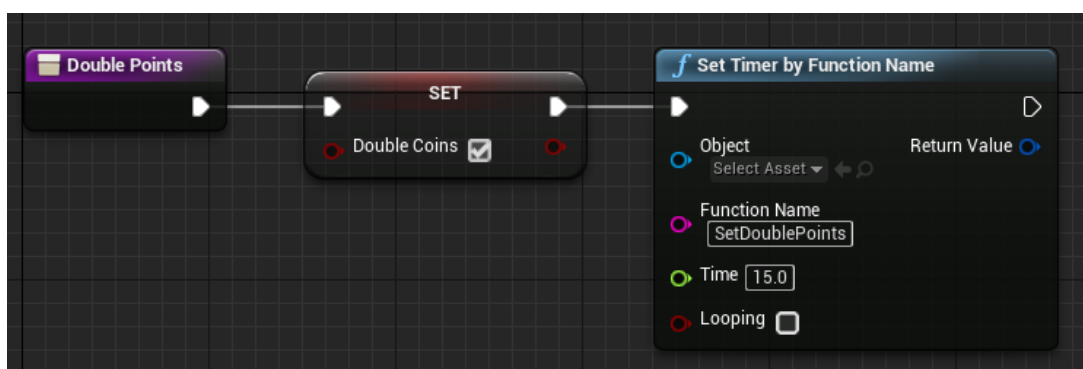 Double Points
SET
Double Coins
f Set Timer by Function Name
Object
Select Asset
Return Value
Function Name
SetDoublePoints
Time 15.0
Looping